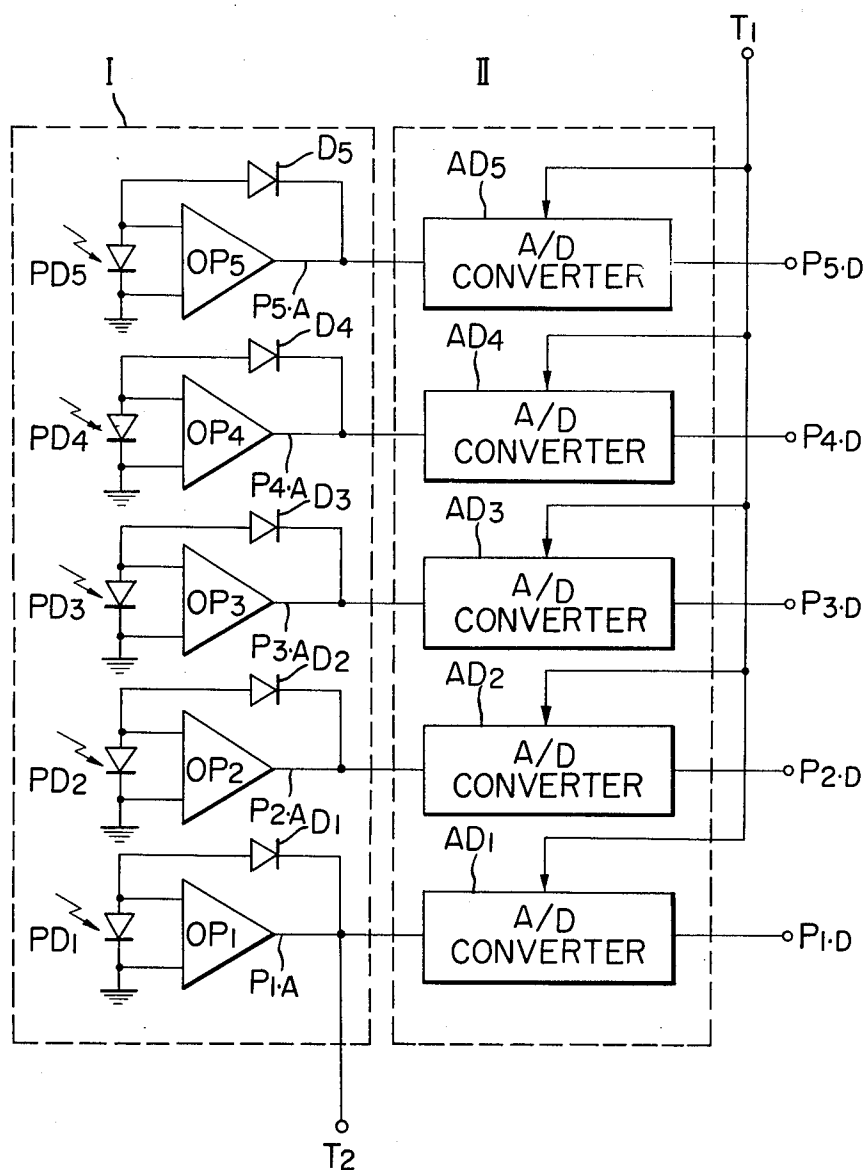 T1
I
II
D5
AD5
PD5
OP5
P5·A
A/D
CONVERTER
P5·D
D4
AD4
PD4
OP4
P4·A
A/D
CONVERTER
P4·D
D3
AD3
PD3
OP3
P3·A
A/D
CONVERTER
P3·D
D2
AD2
PD2
OP2
P2·A
A/D
CONVERTER
P2·D
D1
AD1
PD1
OP1
P1·A
A/D
CONVERTER
P1·D
T2